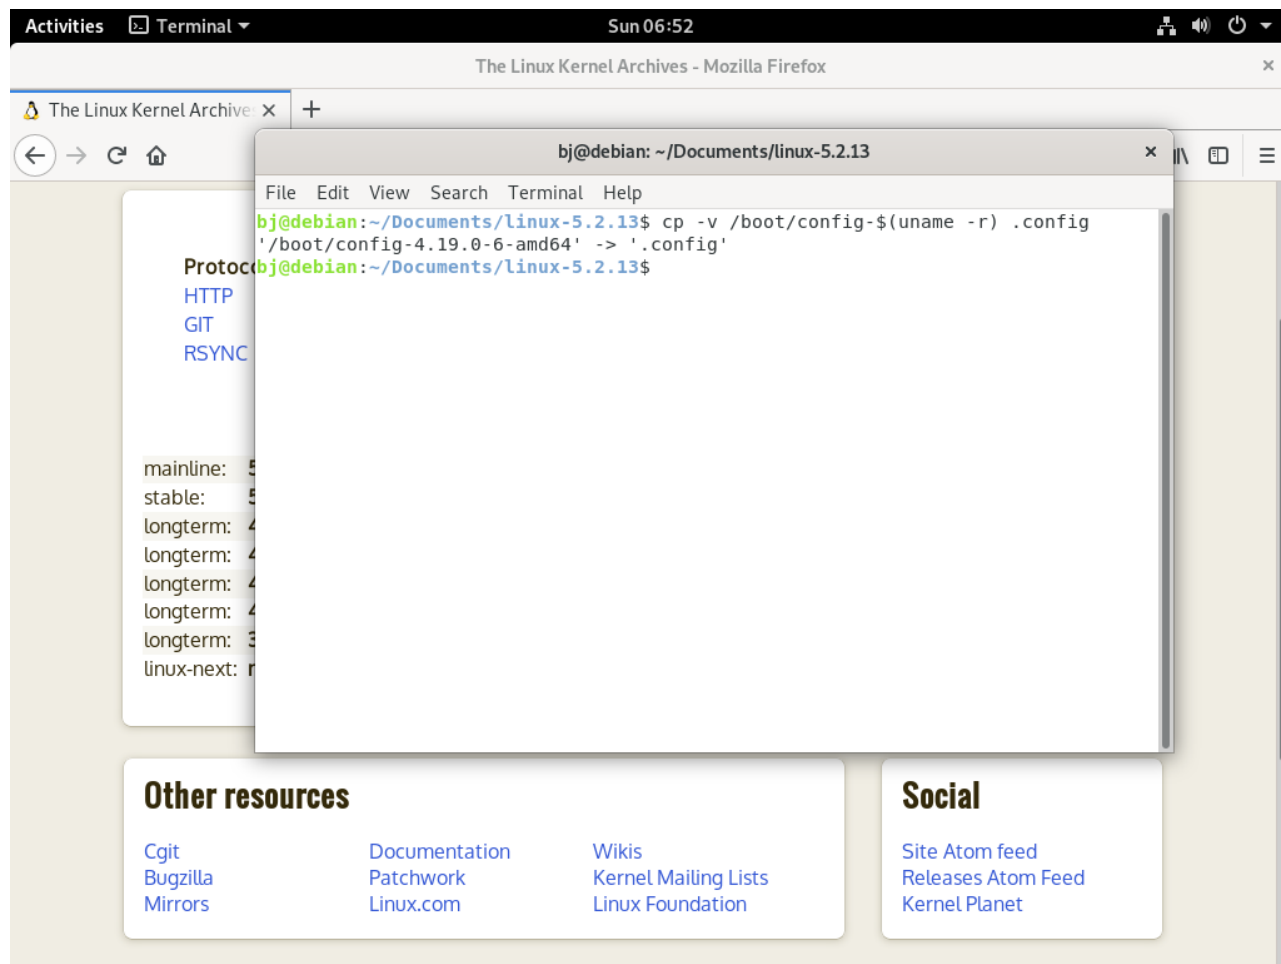 Activities Terminal Sun 06:52
The Linux Kernel Archives - Mozilla Firefox
The Linux Kernel Archive
bj@debian: ~/Documents/linux-5.2.13
File Edit View Search Terminal Help
bj@debian:~/Documents/linux-5.2.13$ cp -v /boot/config-$(uname -r) .config
'/boot/config-4.19.0-6-amd64' -> '.config'
bj@debian:~/Documents/linux-5.2.13$
HTTP
GIT
RSYNC
mainline:
stable:
longterm:
longterm:
longterm:
longterm:
longterm:
linux-next:
Other resources
Cgit Documentation Wikis
Bugzilla Patchwork Kernel Mailing Lists
Mirrors Linux.com Linux Foundation
Social
Site Atom feed
Releases Atom Feed
Kernel Planet